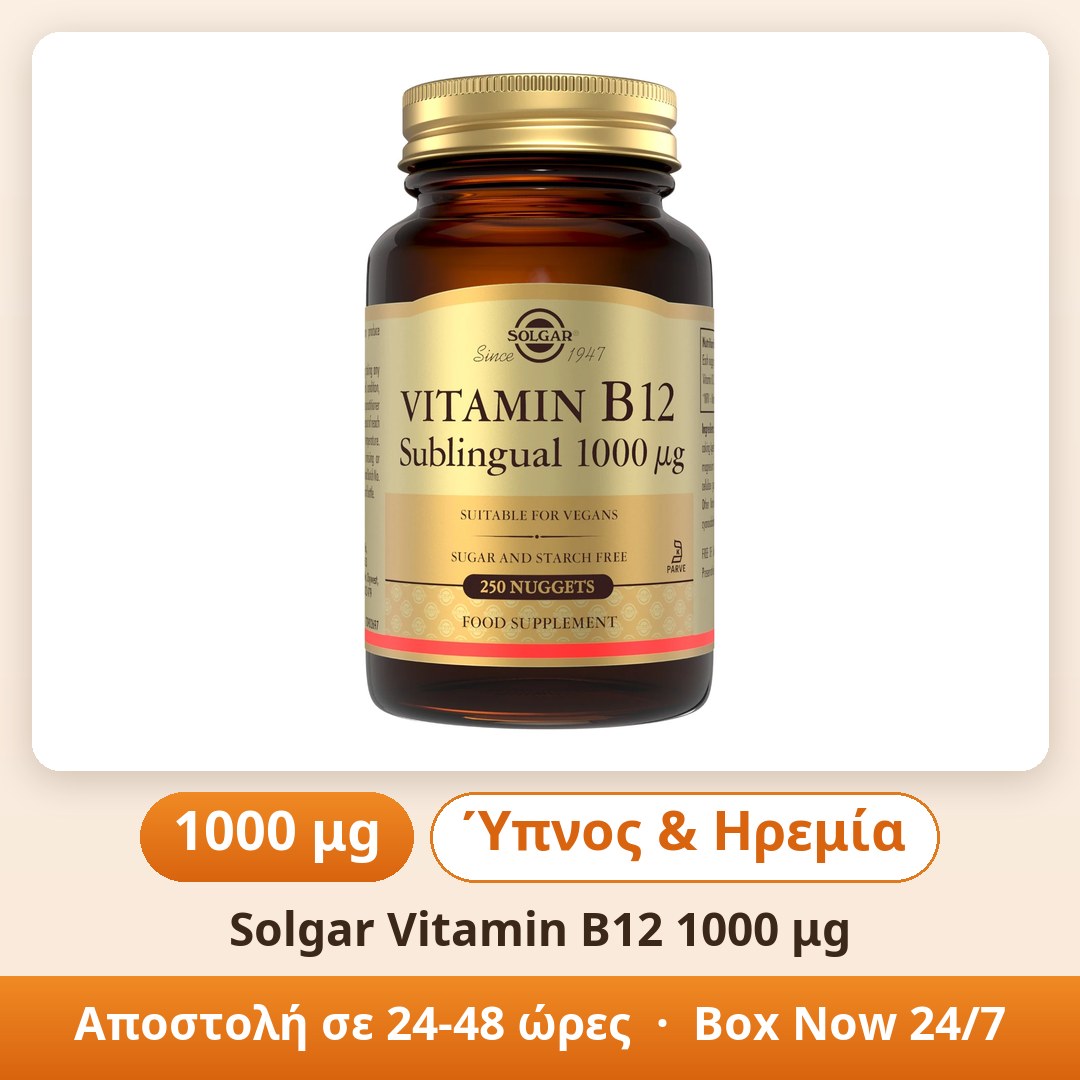 SOLGAR
Since 1947
VITAMIN B12
Sublingual 1000 µg
SUITABLE FOR VEGANS
SUGAR AND STARCH FREE
PARVE
250 NUGGETS
FOOD SUPPLEMENT
1000 μg
Ύπνος & Ηρεμία
Solgar Vitamin B12 1000 μg
Αποστολή σε 24-48 ώρες · Box Now 24/7